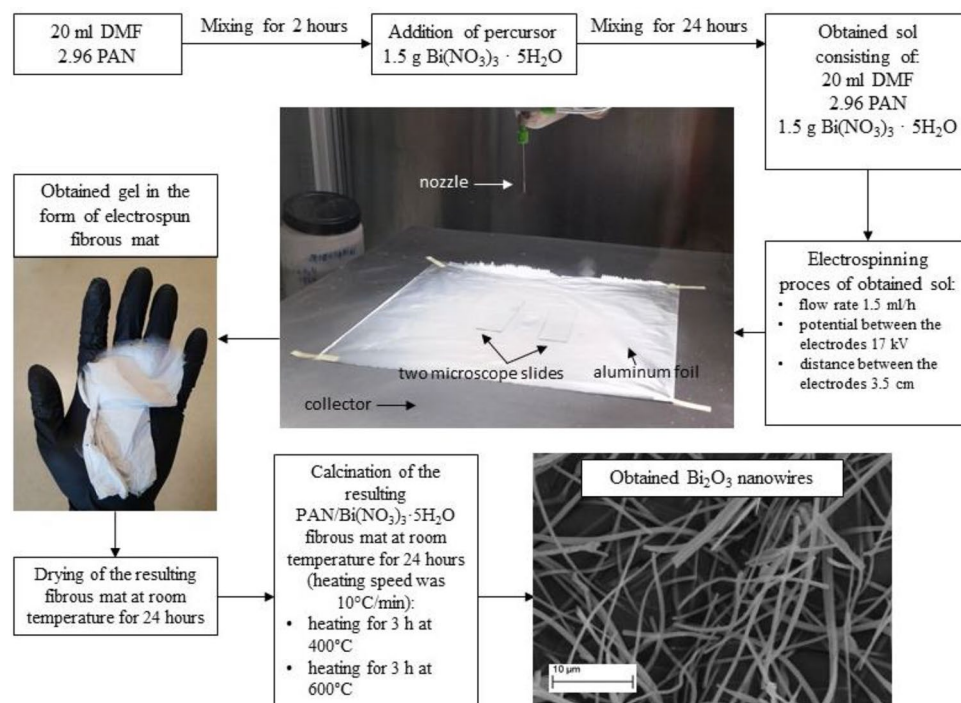 20 ml DMF
2.96 PAN
Mixing for 2 hours
Addition of percursor
1.5 g Bi(NO₃)₃ · 5H₂O
Mixing for 24 hours
Obtained sol
consisting of:
20 ml DMF
2.96 PAN
1.5 g Bi(NO₃)₃ · 5H₂O
Electrospinning
proces of obtained sol:
• flow rate 1.5 ml/h
• potential between the
electrodes 17 kV
• distance between the
electrodes 3.5 cm
nozzle
two microscope slides
aluminum foil
collector
Obtained gel in the
form of electrospun
fibrous mat
Drying of the resulting
fibrous mat at room
temperature for 24 hours
Calcination of the
resulting
PAN/Bi(NO₃)₃·5H₂O
fibrous mat at room
temperature for 24 hours
(heating speed was
10°C/min):
• heating for 3 h at
400°C
• heating for 3 h at
600°C
Obtained Bi₂O₃ nanowires
10 µm